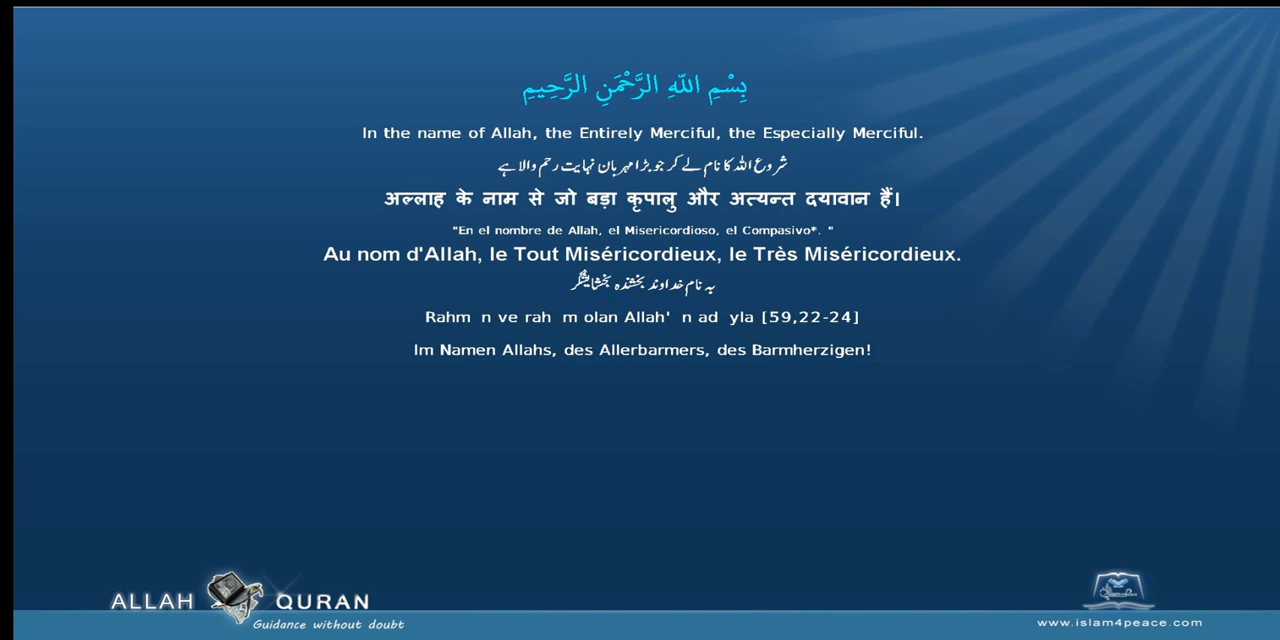 بِسْمِ اللّٰهِ الرَّحْمَنِ الرَّحِيمِ
In the name of Allah, the Entirely Merciful, the Especially Merciful.
شروع الله کا نام لے کر جو بڑا مہربان نہایت رحم والا ہے
अल्लाह के नाम से जो बड़ा कृपालु और अत्यन्त दयावान हैं।
"En el nombre de Allah, el Misericordioso, el Compasivo*. "
Au nom d'Allah, le Tout Miséricordieux, le Très Miséricordieux.
به نام خداوند بخشنده بخشایشگر
Rahm n ve rah m olan Allah' n ad yla [59,22-24]
Im Namen Allahs, des Allerbarmers, des Barmherzigen!
ALLAH QURAN
Guidance without doubt
www.islam4peace.com